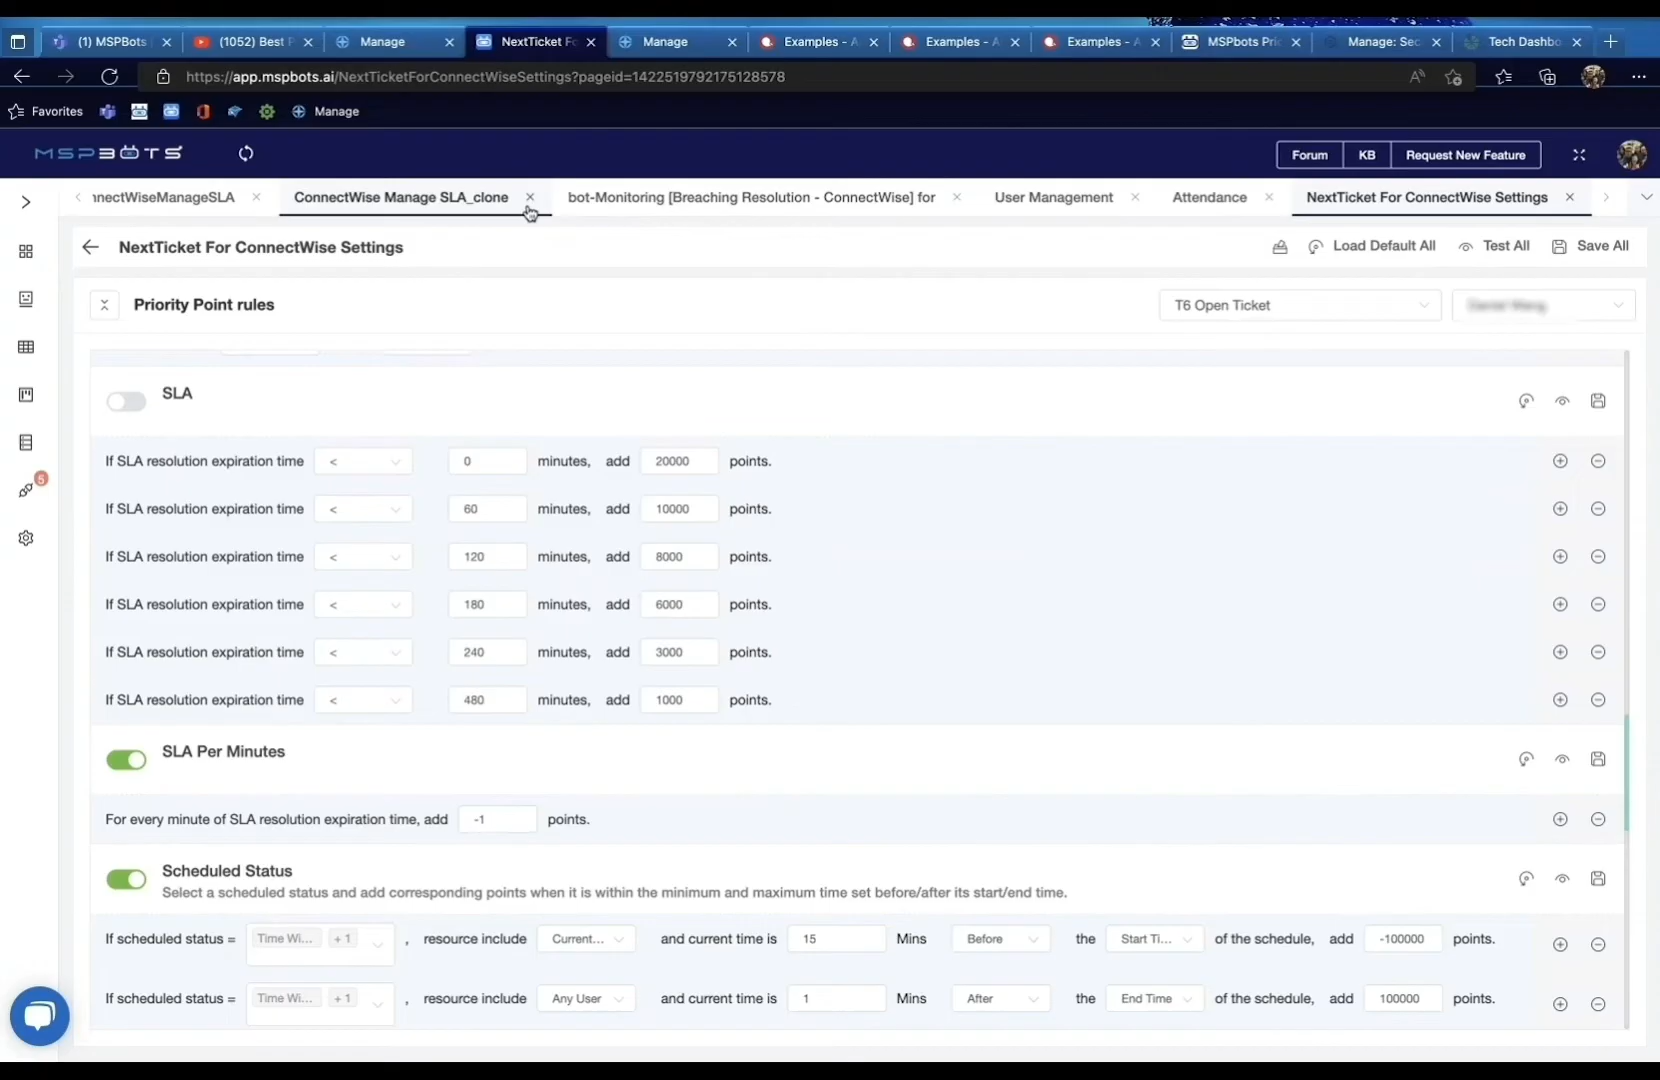 (1) MSPBots
(1052) Best P
Manage
NextTicket Fo
Manage
Examples - A
Examples - A
Examples - A
MSPbots Pric
Manage: Sec
Tech Dashbo
https://app.mspbots.ai/NextTicketForConnectWiseSettings?pageid=1422519792175128578
Favorites
Manage
MSPBOTS
Forum
KB
Request New Feature
nnectWiseManageSLA
ConnectWise Manage SLA_clone
bot-Monitoring [Breaching Resolution - ConnectWise] for
User Management
Attendance
NextTicket For ConnectWise Settings
NextTicket For ConnectWise Settings
Load Default All
Test All
Save All
Priority Point rules
T6 Open Ticket
SLA
If SLA resolution expiration time < 0 minutes, add 20000 points.
If SLA resolution expiration time < 60 minutes, add 10000 points.
If SLA resolution expiration time < 120 minutes, add 8000 points.
If SLA resolution expiration time < 180 minutes, add 6000 points.
5
If SLA resolution expiration time < 240 minutes, add 3000 points.
If SLA resolution expiration time < 480 minutes, add 1000 points.
SLA Per Minutes
For every minute of SLA resolution expiration time, add -1 points.
Scheduled Status
Select a scheduled status and add corresponding points when it is within the minimum and maximum time set before/after its start/end time.
If scheduled status = Time Wi... + 1 , resource include Current... and current time is 15 Mins Before the Start Ti... of the schedule, add -100000 points.
If scheduled status = Time Wi... + 1 , resource include Any User and current time is 1 Mins After the End Time of the schedule, add 100000 points.